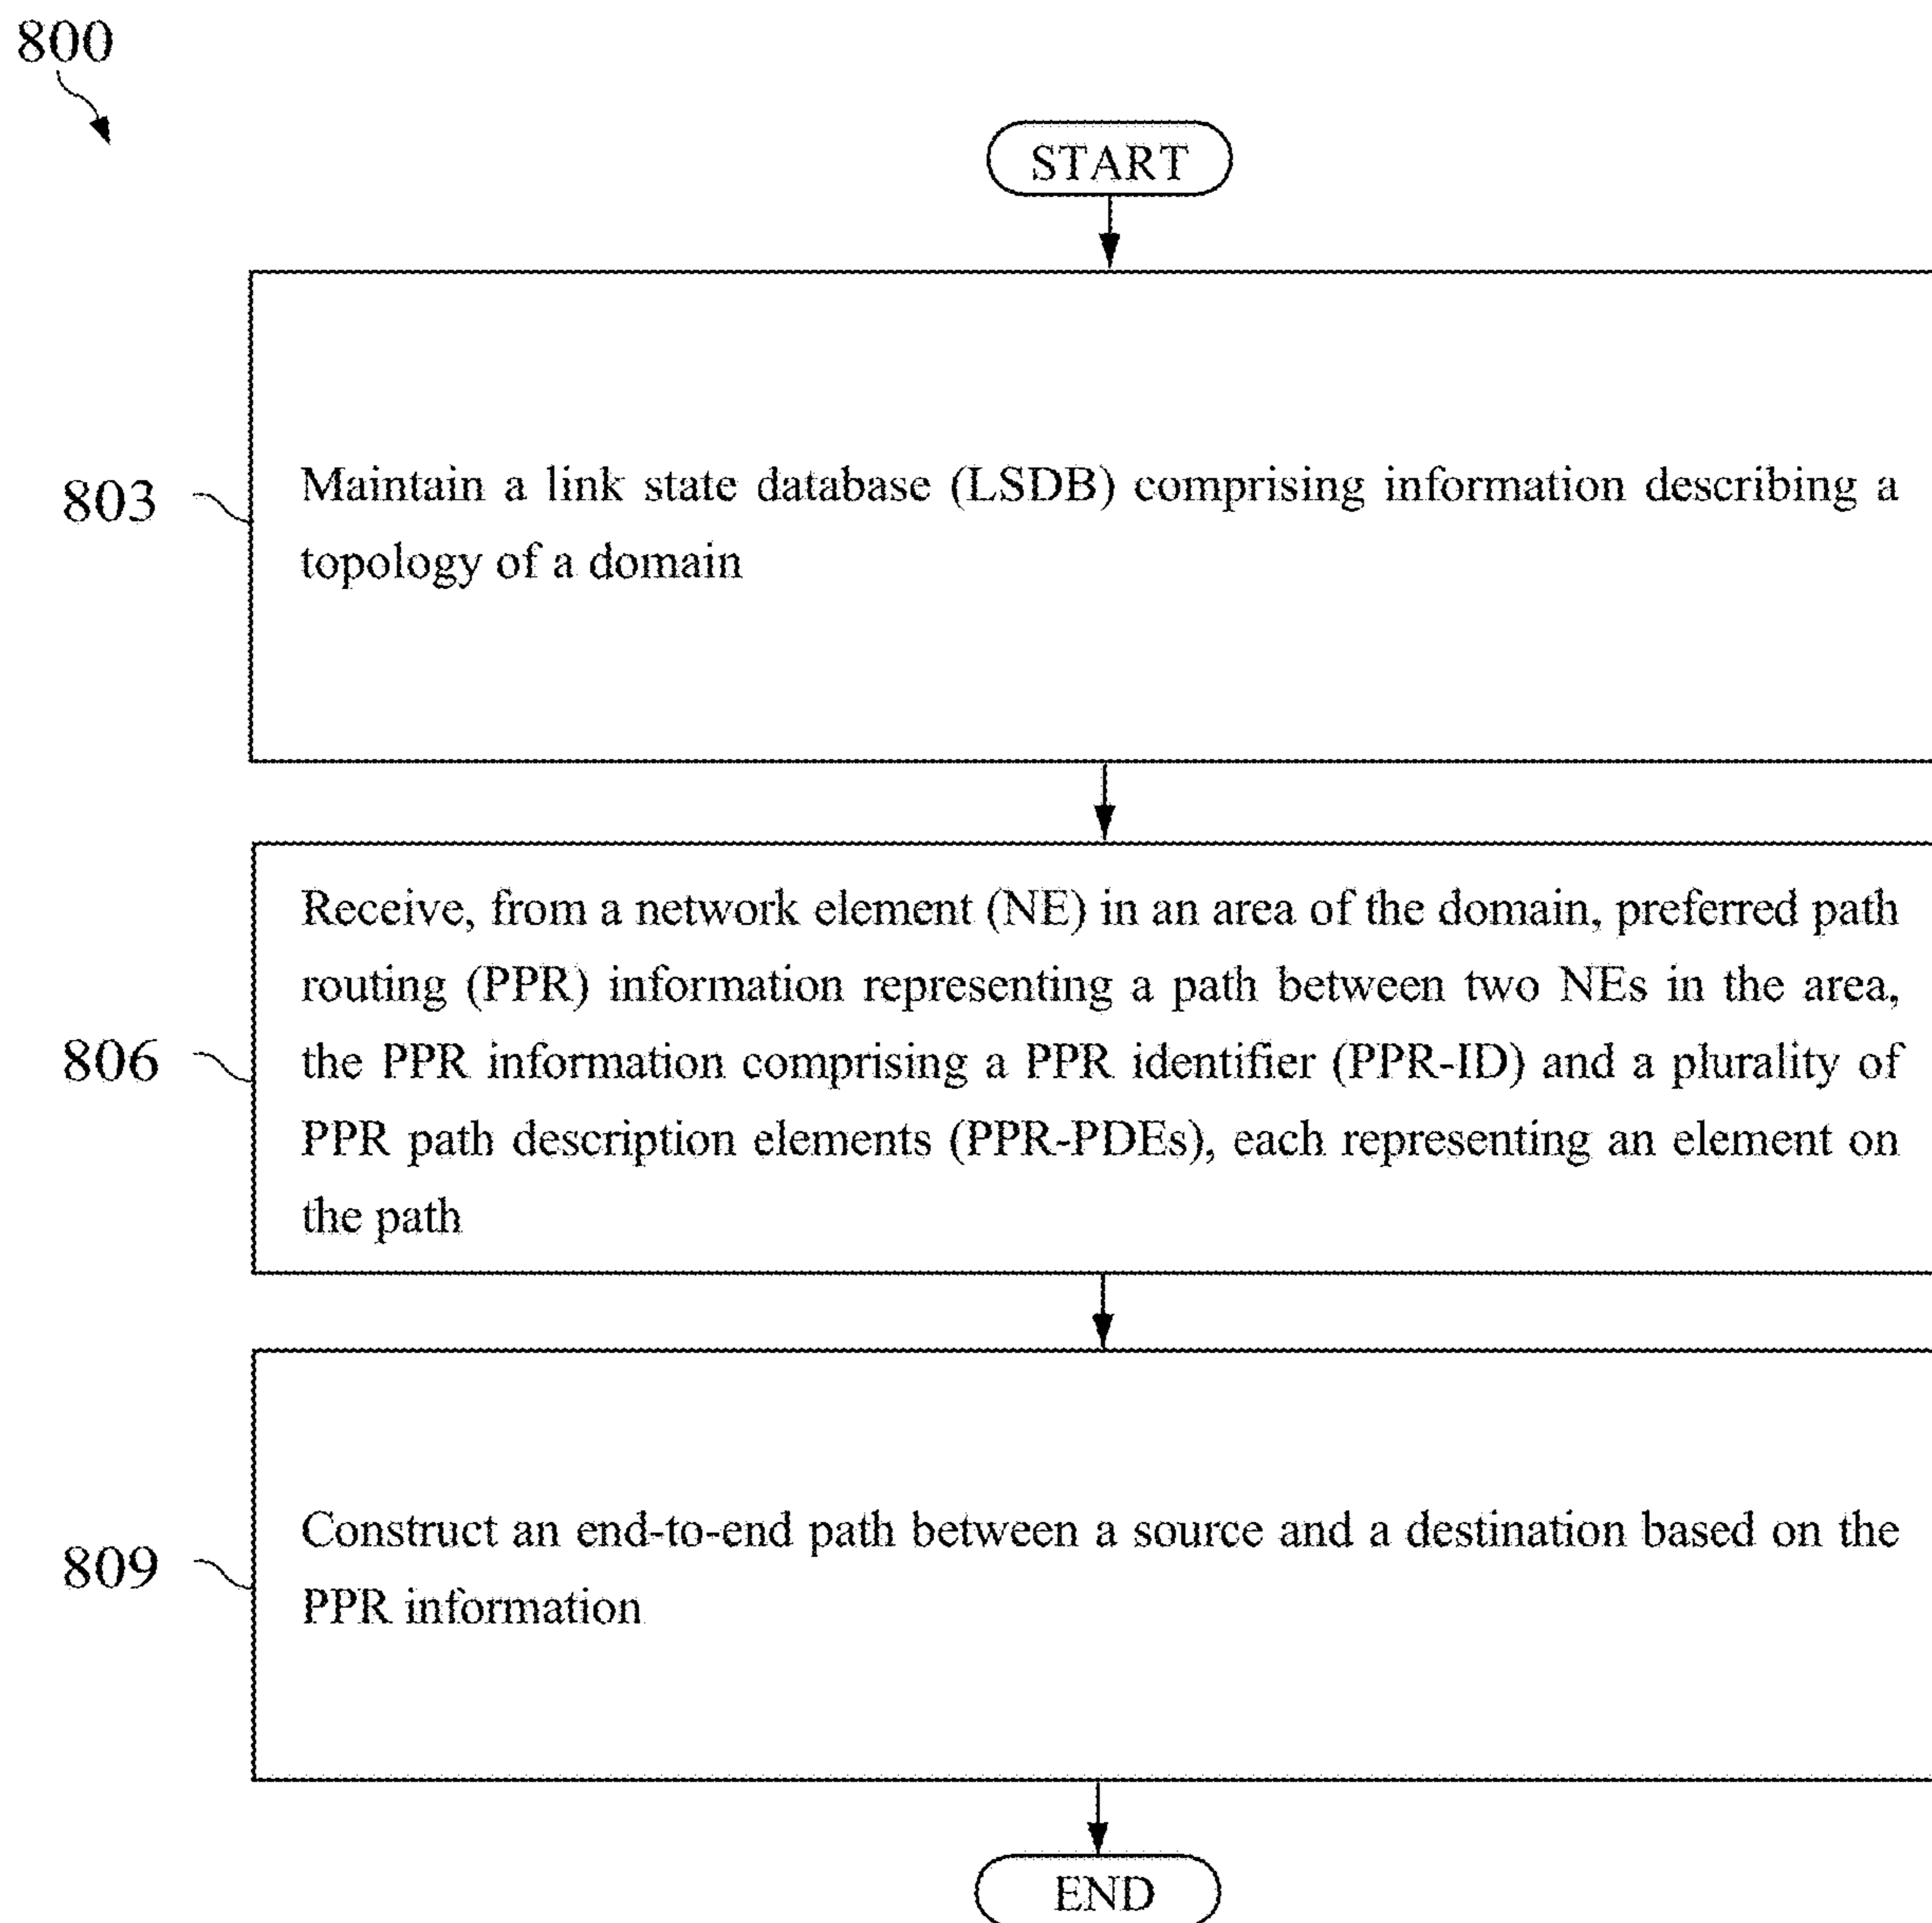 800
START
803
Maintain a link state database (LSDB) comprising information describing a
topology of a domain
806
Receive, from a network element (NE) in an area of the domain, preferred path
routing (PPR) information representing a path between two NEs in the area,
the PPR information comprising a PPR identifier (PPR-ID) and a plurality of
PPR path description elements (PPR-PDEs), each representing an element on
the path
809
Construct an end-to-end path between a source and a destination based on the
PPR information
END